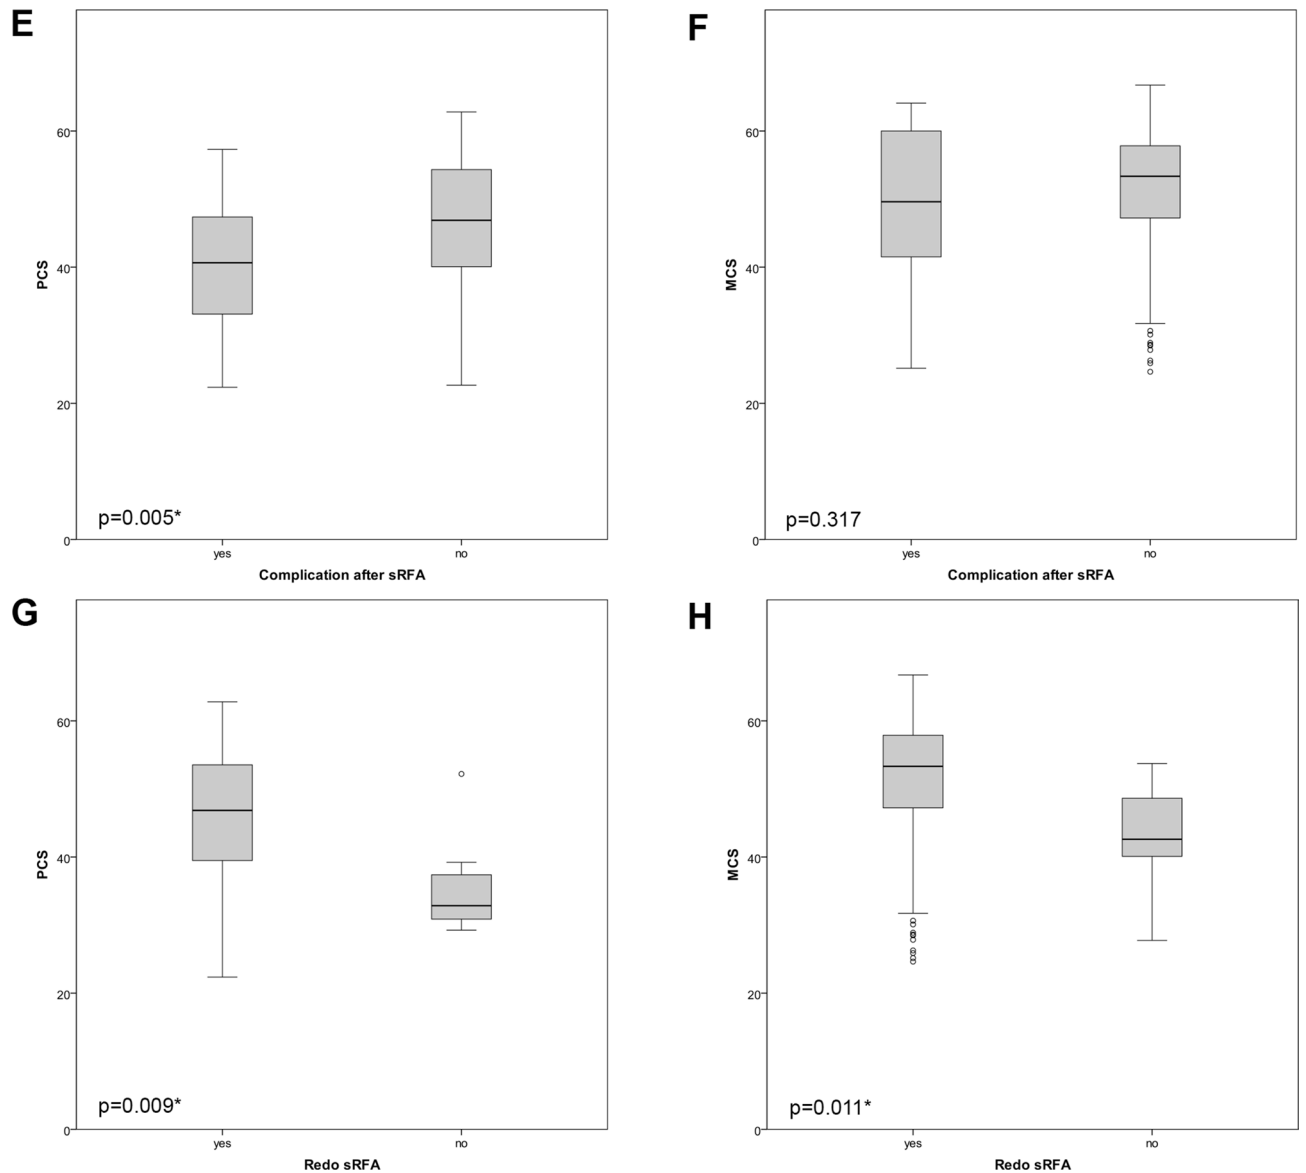 E
PCS
60
40
20
0
p=0.005*
yes
no
Complication after sRFA
F
MCS
60
40
20
0
p=0.317
yes
no
Complication after sRFA
G
PCS
60
40
20
0
p=0.009*
yes
no
Redo sRFA
H
MCS
60
40
20
0
p=0.011*
yes
no
Redo sRFA